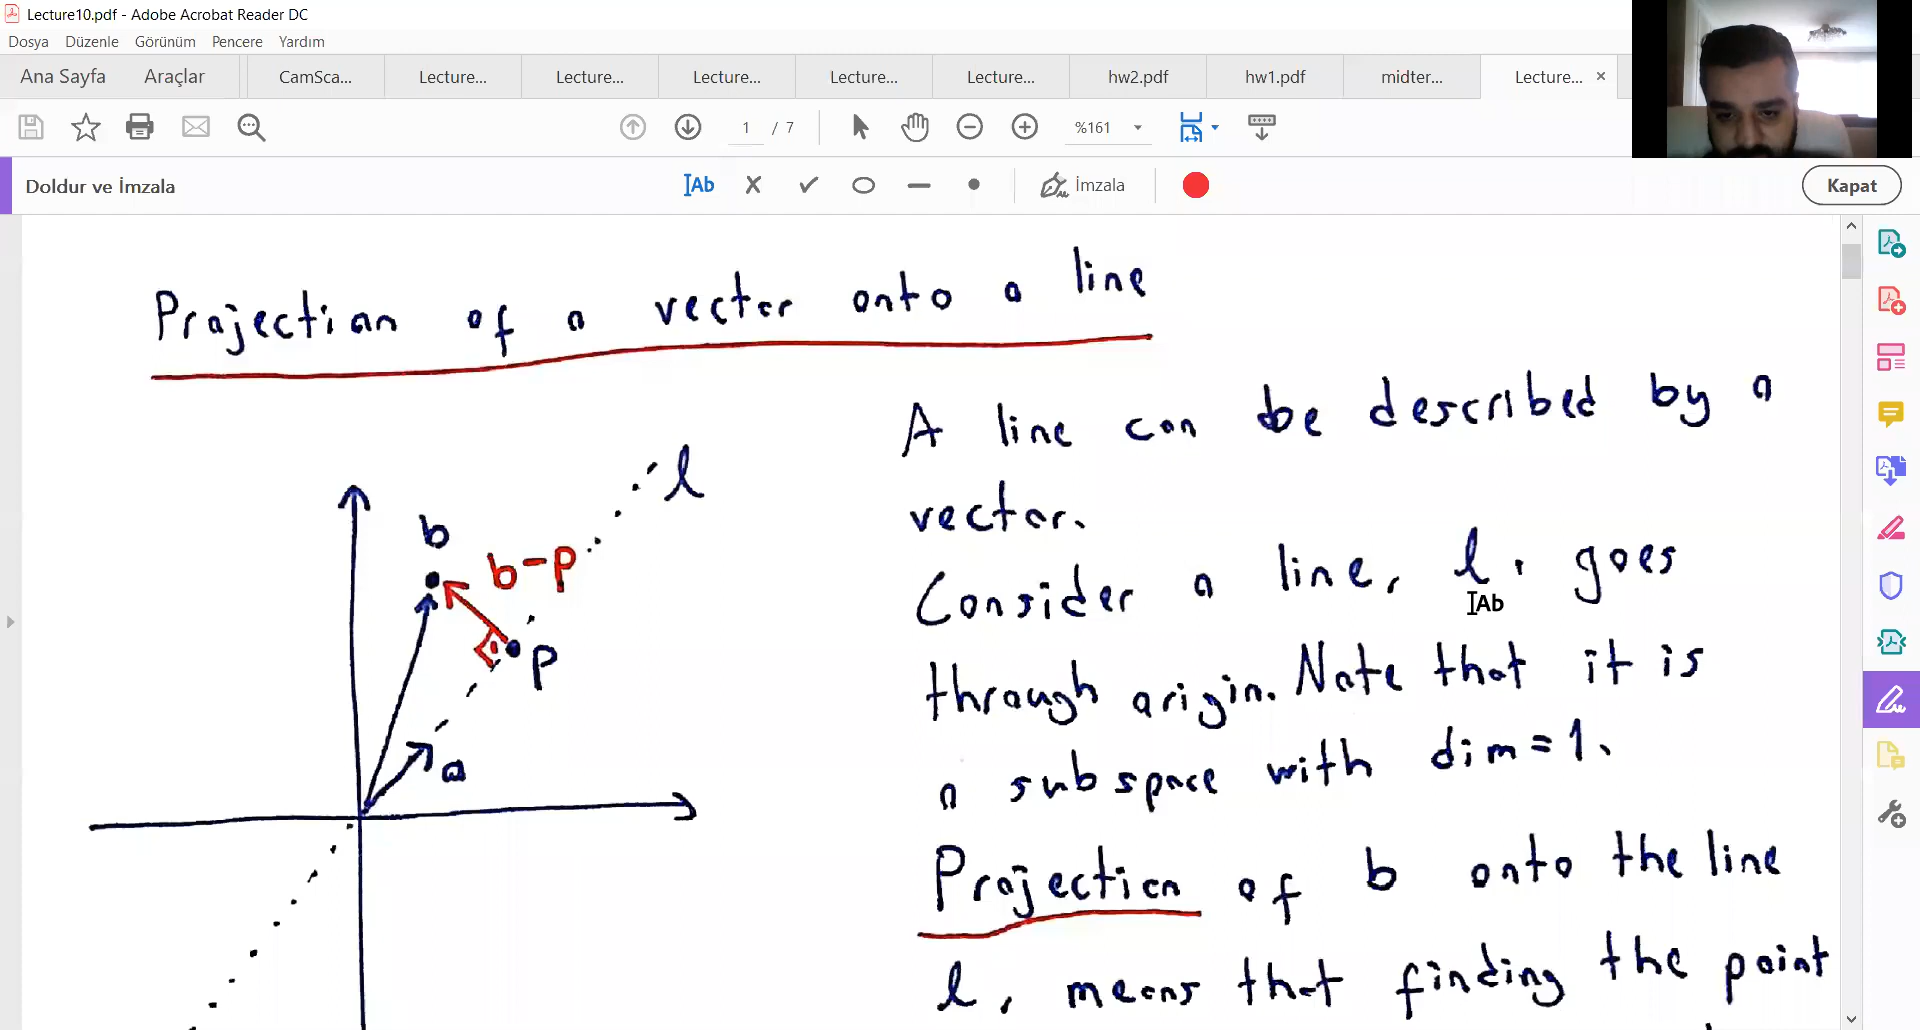 Lecture10.pdf - Adobe Acrobat Reader DC
Dosya Düzenle Görünüm Pencere Yardım
Ana Sayfa Araçlar CamSca... Lecture... Lecture... Lecture... Lecture... Lecture... hw2.pdf hw1.pdf midter... Lecture... ×
1 / 7 %161
Doldur ve İmzala IAb İmzala Kapat
Projection of a vector onto a line
A line can be described by a
vector.
Consider a line, l, goes
IAb
through origin. Note that it is
a subspace with dim=1.
Projection of b onto the line
l, means that finding the point
l
b
b-p
p
a